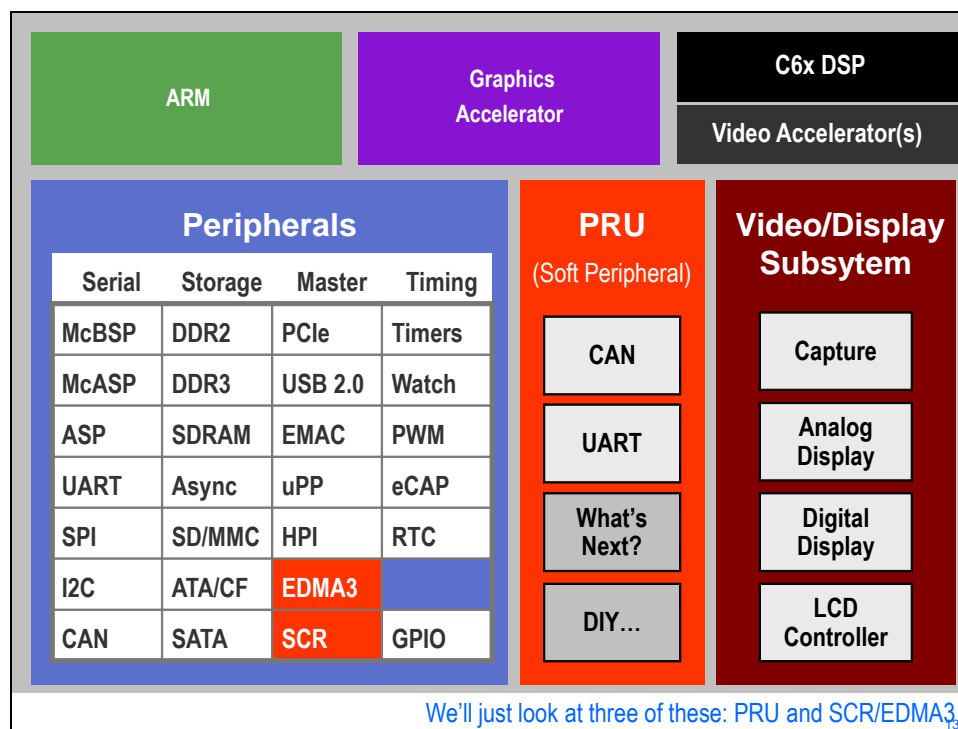 ARM
Graphics
Accelerator
C6x DSP
Video Accelerator(s)
Peripherals
Serial Storage Master Timing
McBSP DDR2 PCIe Timers
McASP DDR3 USB 2.0 Watch
ASP SDRAM EMAC PWM
UART Async uPP eCAP
SPI SD/MMC HPI RTC
I2C ATA/CF EDMA3
CAN SATA SCR GPIO
PRU
(Soft Peripheral)
CAN
UART
What's
Next?
DIY…
Video/Display
Subsytem
Capture
Analog
Display
Digital
Display
LCD
Controller
We'll just look at three of these: PRU and SCR/EDMA3
13